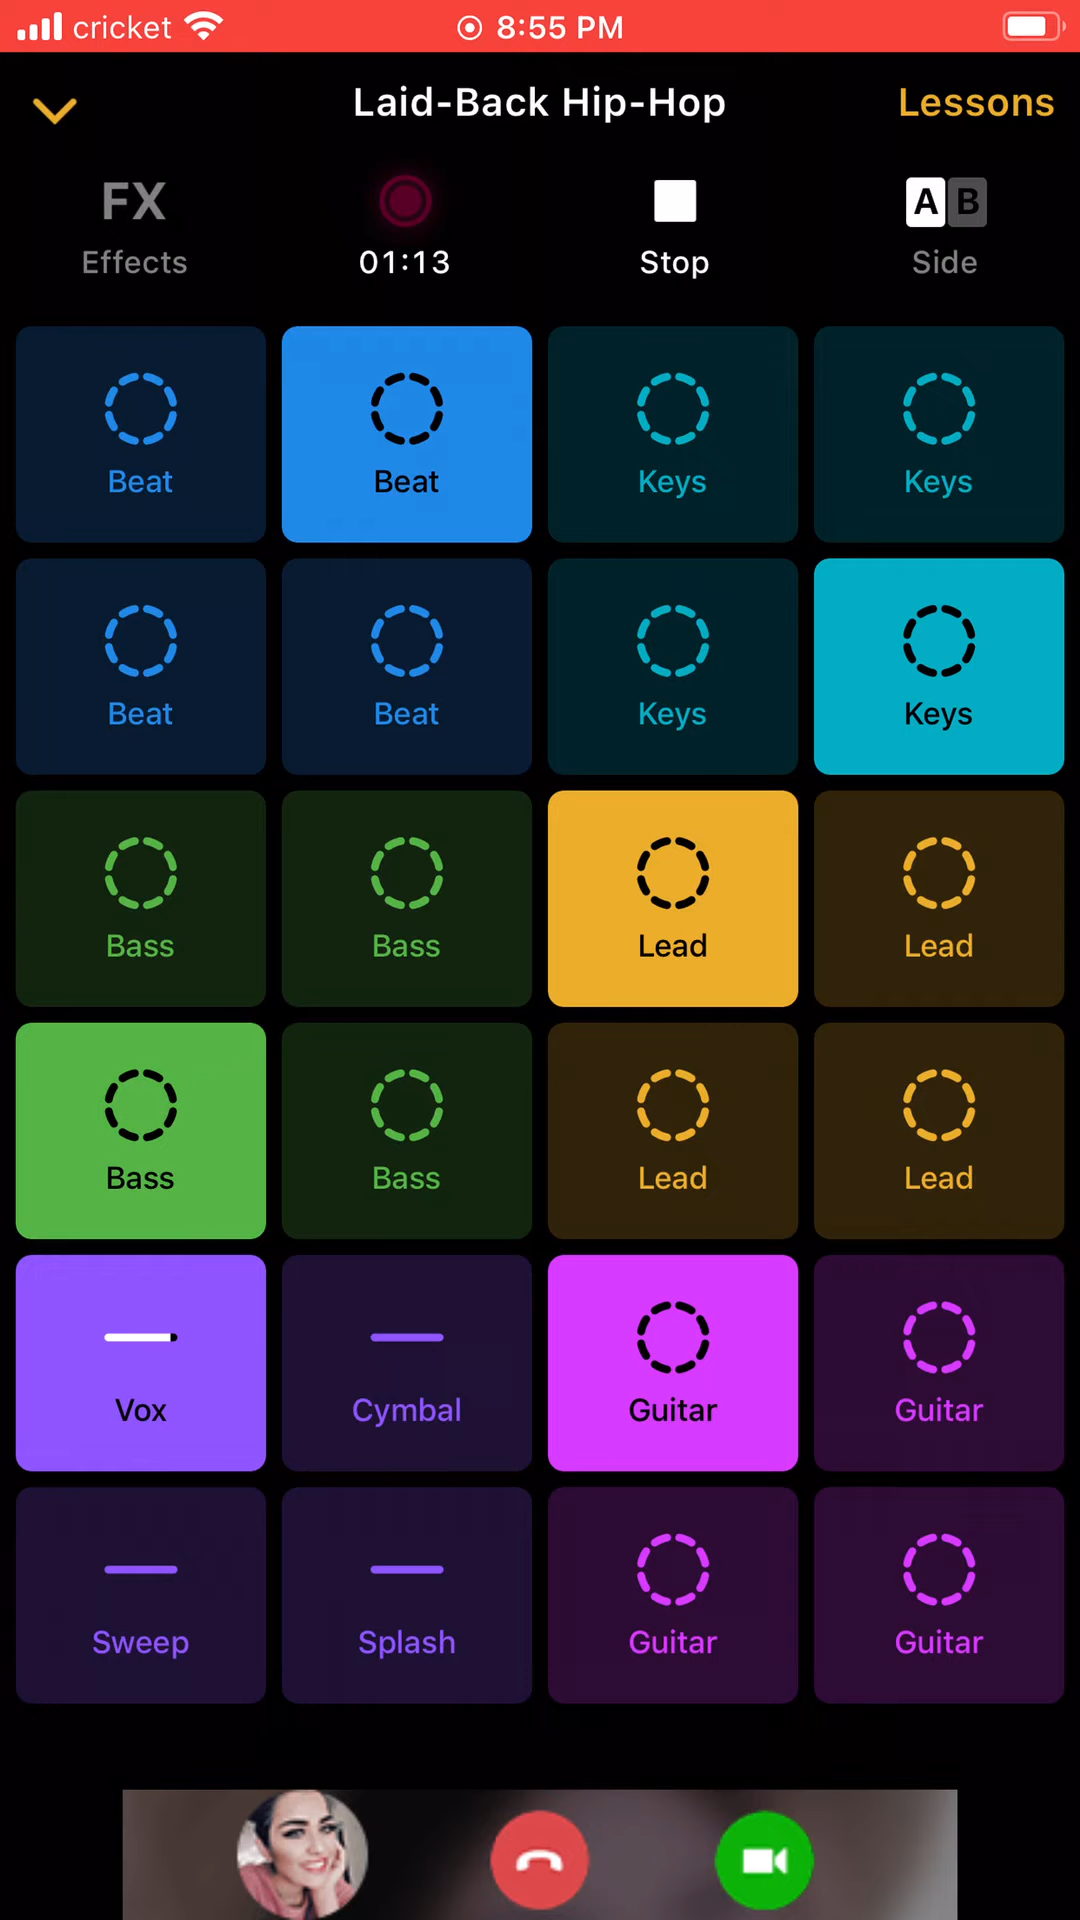 cricket 8:55 PM
Laid-Back Hip-Hop Lessons
FX A B
Effects 01:13 Stop Side
Beat Beat Keys Keys
Beat Beat Keys Keys
Bass Bass Lead Lead
Bass Bass Lead Lead
Vox Cymbal Guitar Guitar
Sweep Splash Guitar Guitar